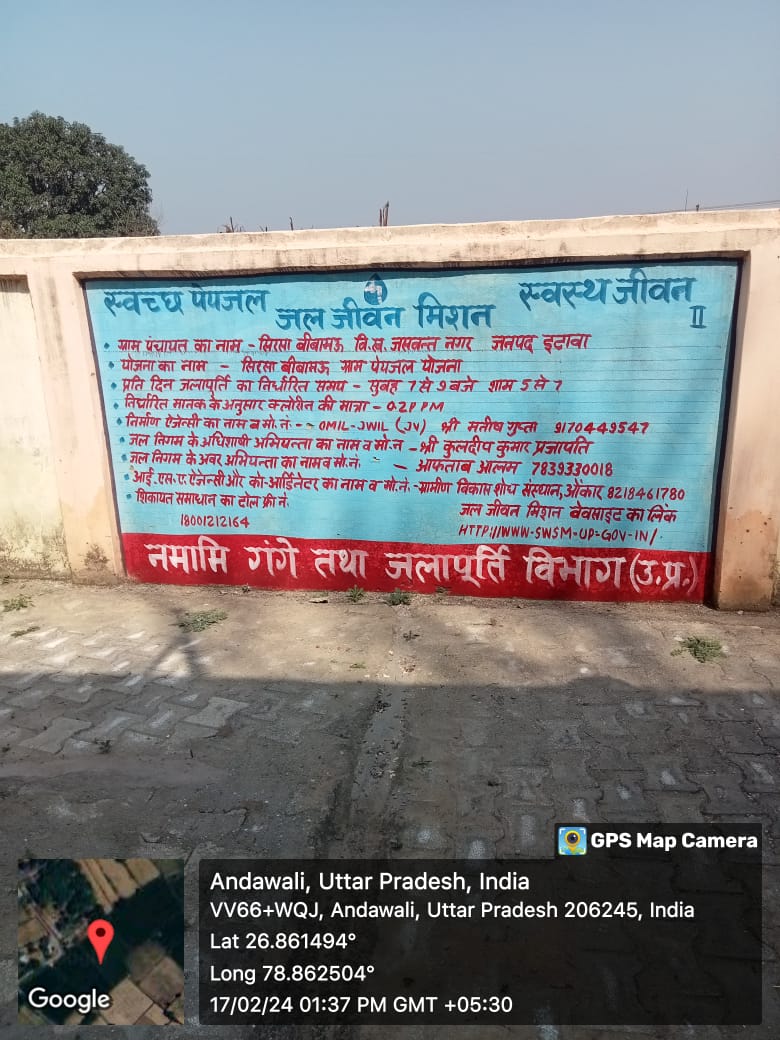 स्वच्छ पेयजल
जल जीवन मिशन
स्वस्थ जीवन
II
• ग्राम पंचायत का नाम - सिरसा बीबामऊ वि.ख. जसवन्त नगर जनपद इटावा
• योजना का नाम - सिरसा बीबामऊ ग्राम पेयजल योजना
• प्रति दिन जलापूर्ति का निर्धारित समय - सुबह 7 से 9 बजे शाम 5 से 7
• निर्धारित मानक के अनुसार क्लोरीन की मात्रा - 0.2 PPM
• निर्माण ऐजेन्सी का नाम व मो.नं. - - OMIL-JWIL (JV) श्री सतीष गुप्ता 9170449547
• जल निगम के अधिशाषी अभियन्ता का नाम व मो.न - श्री कुलदीप कुमार प्रजापति
• जल निगम के अवर अभियन्ता का नाम व मो.नं. - आफताब आलम 7839330018
• आई.एस.ए. ऐजेन्सी और को-आर्डिनेटर का नाम व मो.नं. - ग्रामीण विकास शोध संस्थान, ओंकार 8218461780
• शिकायत समाधान का टोल फ्री नं.
18001212164
जल जीवन मिशन वेवसाइट का लिंक
HTTP://WWW-SWSM-UP-GOV-IN/
नमामि गंगे तथा जलापूर्ति विभाग (उ.प्र.)
GPS Map Camera
Andawali, Uttar Pradesh, India
VV66+WQJ, Andawali, Uttar Pradesh 206245, India
Lat 26.861494°
Long 78.862504°
17/02/24 01:37 PM GMT +05:30
Google